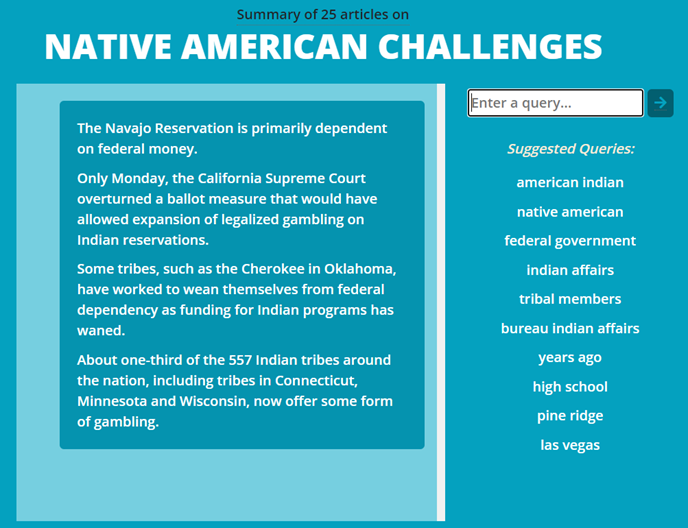 Summary of 25 articles on
NATIVE AMERICAN CHALLENGES
The Navajo Reservation is primarily dependent
on federal money.
Only Monday, the California Supreme Court
overturned a ballot measure that would have
allowed expansion of legalized gambling on
Indian reservations.
Some tribes, such as the Cherokee in Oklahoma,
have worked to wean themselves from federal
dependency as funding for Indian programs has
waned.
About one-third of the 557 Indian tribes around
the nation, including tribes in Connecticut,
Minnesota and Wisconsin, now offer some form
of gambling.
Enter a query...
Suggested Queries:
american indian
native american
federal government
indian affairs
tribal members
bureau indian affairs
years ago
high school
pine ridge
las vegas